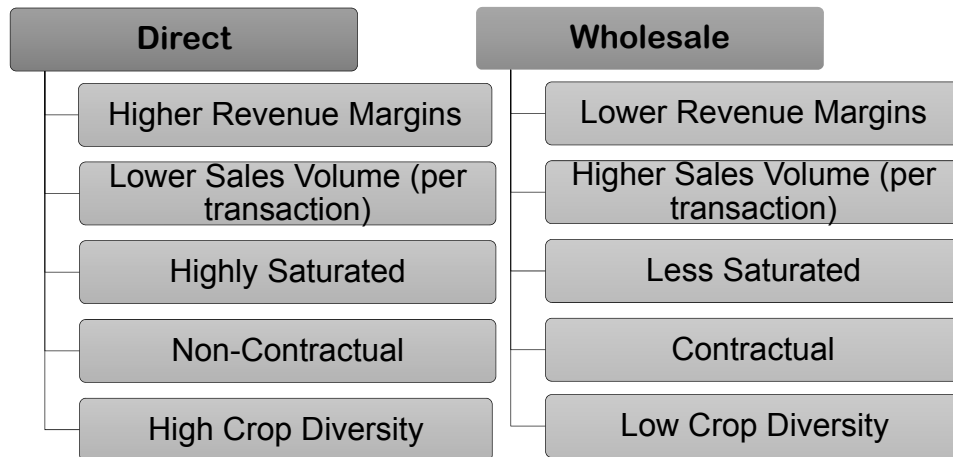 Direct
Higher Revenue Margins
Lower Sales Volume (per
transaction)
Highly Saturated
Non-Contractual
High Crop Diversity
Wholesale
Lower Revenue Margins
Higher Sales Volume (per
transaction)
Less Saturated
Contractual
Low Crop Diversity